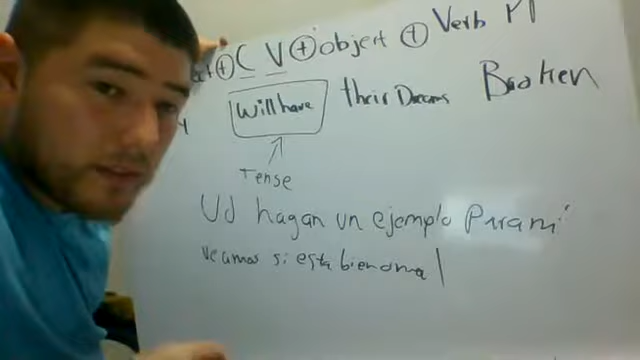 ⊕ C V ⊕ object ⊕ Verb
Will have their Dreams Broken
Tense
Ud hagan un ejemplo Para mi
veamos si esta bien o mal